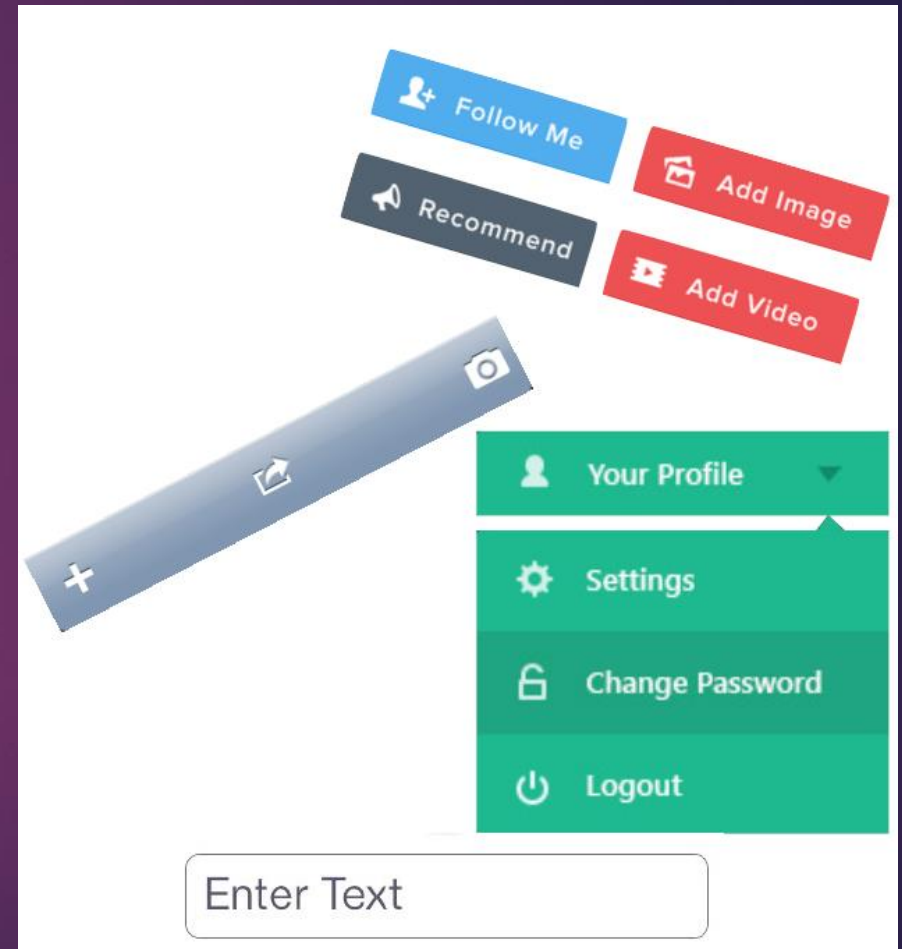 Follow Me
Add Image
Recommend
Add Video
Your Profile
Settings
Change Password
Logout
Enter Text